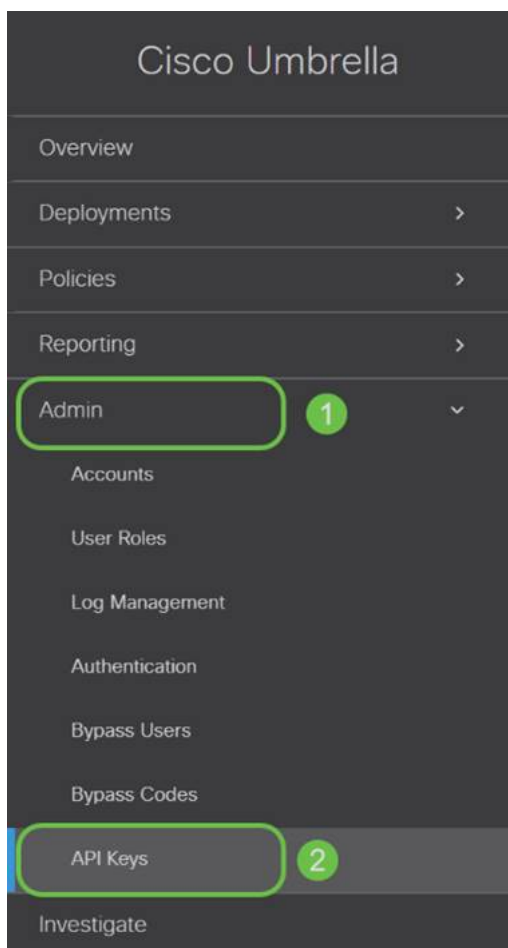 Cisco Umbrella
Overview
Deployments
Policies
Reporting
Admin 1
Accounts
User Roles
Log Management
Authentication
Bypass Users
Bypass Codes
API Keys 2
Investigate